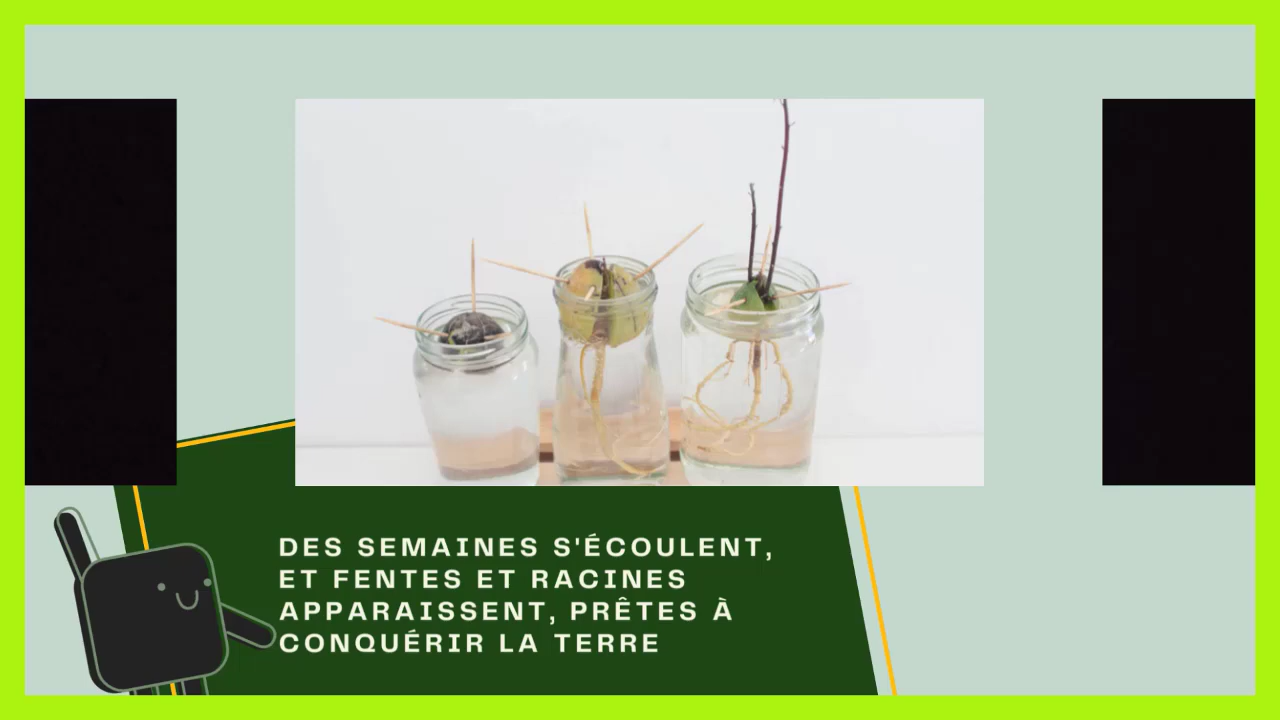 DES SEMAINES S'ÉCOULENT,
ET FENTES ET RACINES
APPARAISSENT, PRÊTES À
CONQUÉRIR LA TERRE